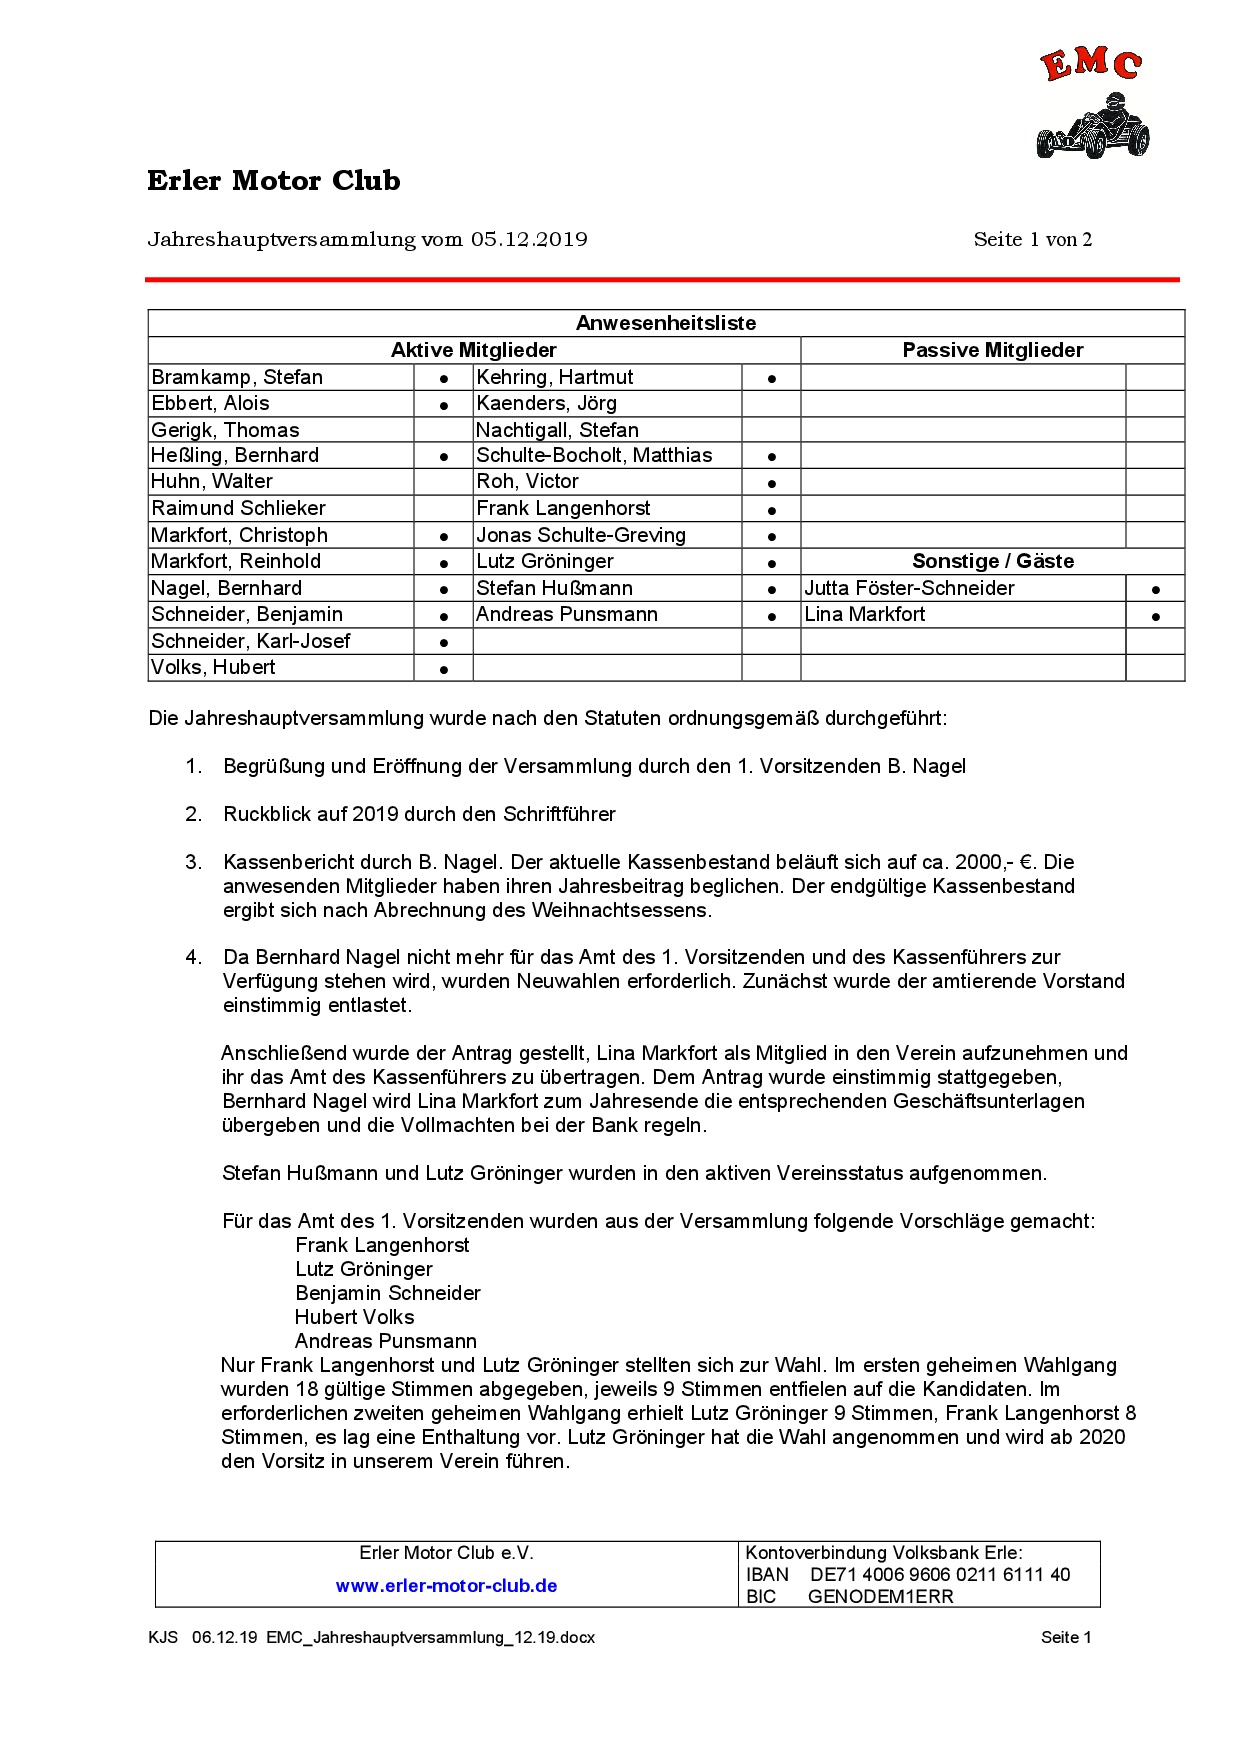 EMC
Erler Motor Club
Jahreshauptversammlung vom 05.12.2019 Seite 1 von 2
Anwesenheitsliste
Aktive Mitglieder Passive Mitglieder
Bramkamp, Stefan ● Kehring, Hartmut ●
Ebbert, Alois ● Kaenders, Jörg
Gerigk, Thomas Nachtigall, Stefan
Heßling, Bernhard ● Schulte-Bocholt, Matthias ●
Huhn, Walter Roh, Victor ●
Raimund Schlieker Frank Langenhorst ●
Markfort, Christoph ● Jonas Schulte-Greving ●
Markfort, Reinhold ● Lutz Gröninger ● Sonstige / Gäste
Nagel, Bernhard ● Stefan Hußmann ● Jutta Föster-Schneider ●
Schneider, Benjamin ● Andreas Punsmann ● Lina Markfort ●
Schneider, Karl-Josef ●
Volks, Hubert ●
Die Jahreshauptversammlung wurde nach den Statuten ordnungsgemäß durchgeführt:
1. Begrüßung und Eröffnung der Versammlung durch den 1. Vorsitzenden B. Nagel
2. Ruckblick auf 2019 durch den Schriftführer
3. Kassenbericht durch B. Nagel. Der aktuelle Kassenbestand beläuft sich auf ca. 2000,- €. Die
anwesenden Mitglieder haben ihren Jahresbeitrag beglichen. Der endgültige Kassenbestand
ergibt sich nach Abrechnung des Weihnachtsessens.
4. Da Bernhard Nagel nicht mehr für das Amt des 1. Vorsitzenden und des Kassenführers zur
Verfügung stehen wird, wurden Neuwahlen erforderlich. Zunächst wurde der amtierende Vorstand
einstimmig entlastet.
Anschließend wurde der Antrag gestellt, Lina Markfort als Mitglied in den Verein aufzunehmen und
ihr das Amt des Kassenführers zu übertragen. Dem Antrag wurde einstimmig stattgegeben,
Bernhard Nagel wird Lina Markfort zum Jahresende die entsprechenden Geschäftsunterlagen
übergeben und die Vollmachten bei der Bank regeln.
Stefan Hußmann und Lutz Gröninger wurden in den aktiven Vereinsstatus aufgenommen.
Für das Amt des 1. Vorsitzenden wurden aus der Versammlung folgende Vorschläge gemacht:
Frank Langenhorst
Lutz Gröninger
Benjamin Schneider
Hubert Volks
Andreas Punsmann
Nur Frank Langenhorst und Lutz Gröninger stellten sich zur Wahl. Im ersten geheimen Wahlgang
wurden 18 gültige Stimmen abgegeben, jeweils 9 Stimmen entfielen auf die Kandidaten. Im
erforderlichen zweiten geheimen Wahlgang erhielt Lutz Gröninger 9 Stimmen, Frank Langenhorst 8
Stimmen, es lag eine Enthaltung vor. Lutz Gröninger hat die Wahl angenommen und wird ab 2020
den Vorsitz in unserem Verein führen.
Erler Motor Club e.V.
www.erler-motor-club.de
Kontoverbindung Volksbank Erle:
IBAN DE71 4006 9606 0211 6111 40
BIC GENODEM1ERR
KJS 06.12.19 EMC_Jahreshauptversammlung_12.19.docx Seite 1